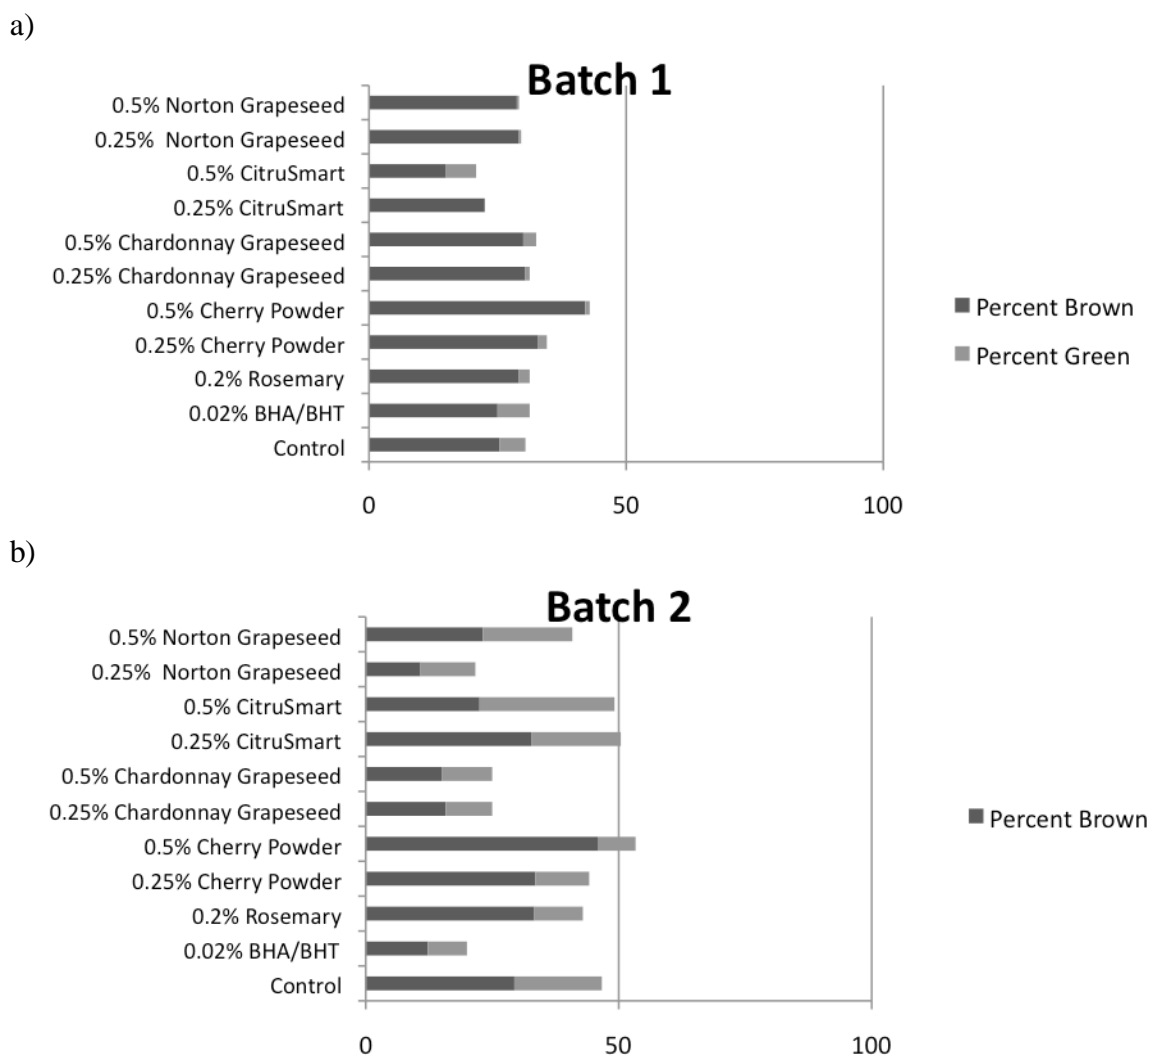 a)
Batch 1
0.5% Norton Grapeseed
0.25%  Norton Grapeseed
0.5% CitruSmart
0.25% CitruSmart
0.5% Chardonnay Grapeseed
0.25% Chardonnay Grapeseed
0.5% Cherry Powder
0.25% Cherry Powder
0.2% Rosemary
0.02% BHA/BHT
Control
0 50 100
Percent Brown
Percent Green
b)
Batch 2
0.5% Norton Grapeseed
0.25%  Norton Grapeseed
0.5% CitruSmart
0.25% CitruSmart
0.5% Chardonnay Grapeseed
0.25% Chardonnay Grapeseed
0.5% Cherry Powder
0.25% Cherry Powder
0.2% Rosemary
0.02% BHA/BHT
Control
0 50 100
Percent Brown